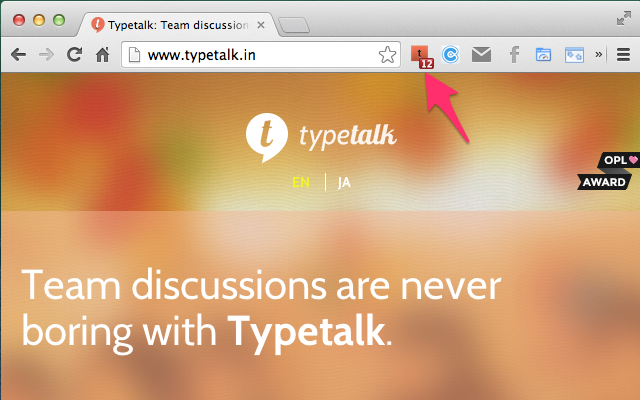 Typetalk: Team discussion
www.typetalk.in
t
12
f
»
t typetalk
EN | JA
OPL
AWARD
Team discussions are never
boring with Typetalk.